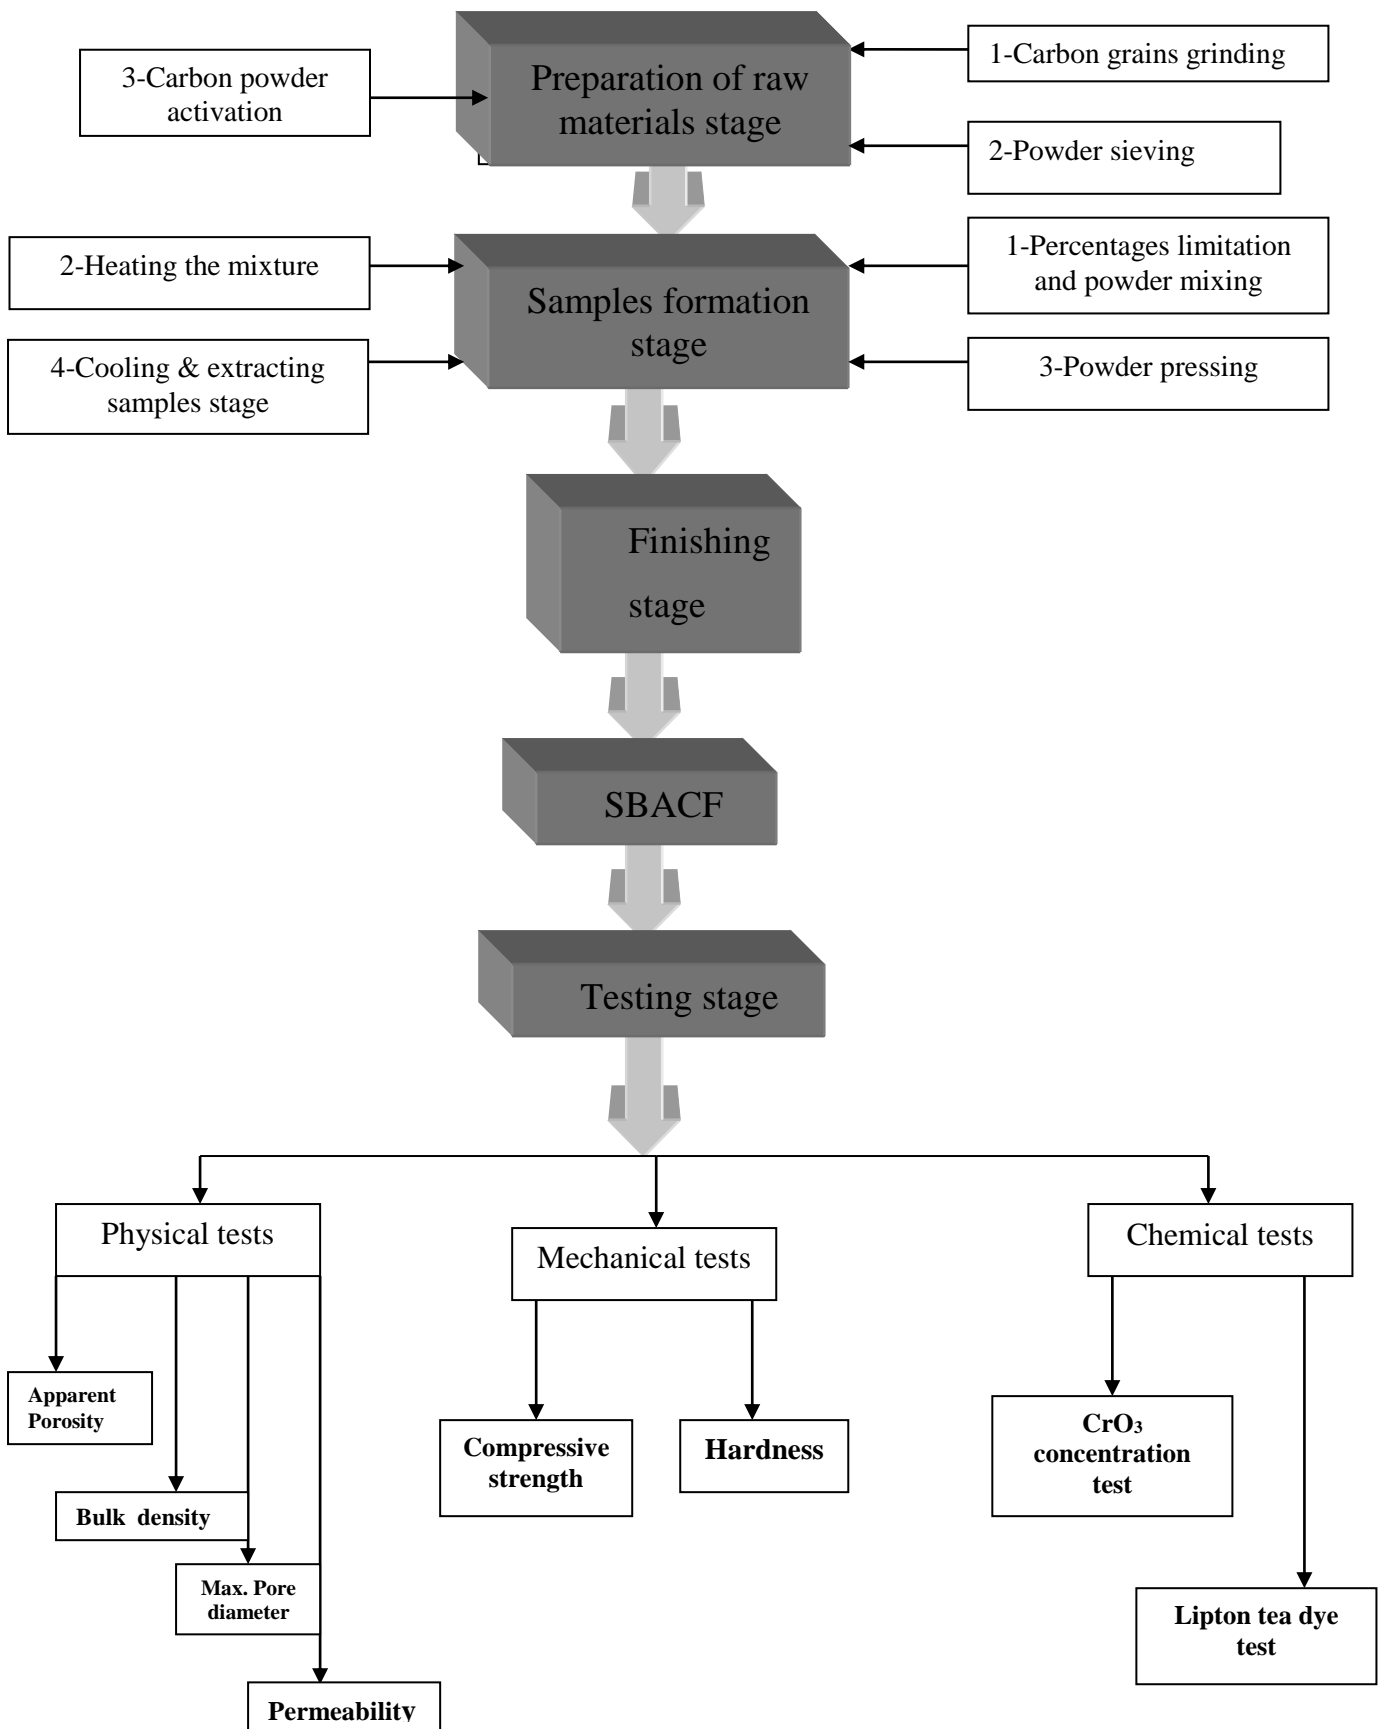 1-Carbon grains grinding
3-Carbon powder
activation
Preparation of raw
materials stage
2-Powder sieving
2-Heating the mixture
1-Percentages limitation
and powder mixing
Samples formation
stage
4-Cooling & extracting
samples stage
3-Powder pressing
Finishing
stage
SBACF
Testing stage
Physical tests
Mechanical tests
Chemical tests
Apparent
Porosity
Bulk density
Max. Pore
diameter
Permeability
Compressive
strength
Hardness
CrO₃
concentration
test
Lipton tea dye
test